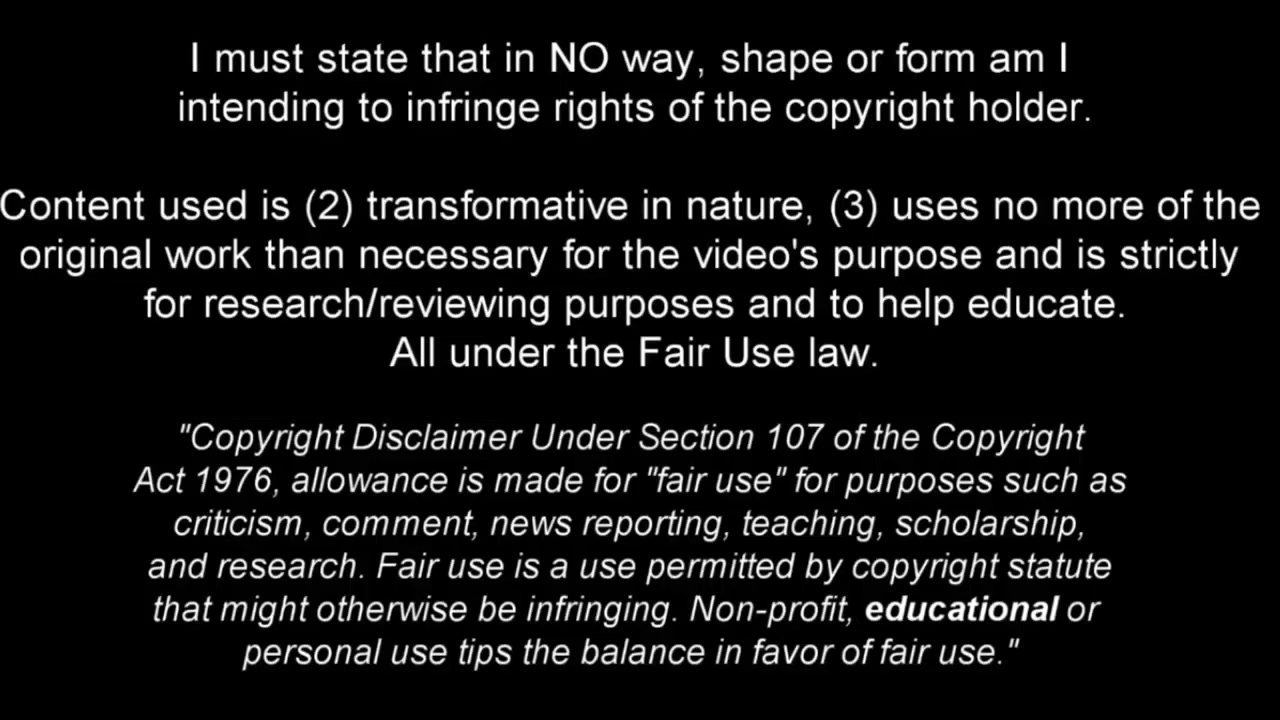 I must state that in NO way, shape or form am I
intending to infringe rights of the copyright holder.
Content used is (2) transformative in nature, (3) uses no more of the
original work than necessary for the video's purpose and is strictly
for research/reviewing purposes and to help educate.
All under the Fair Use law.
"Copyright Disclaimer Under Section 107 of the Copyright
Act 1976, allowance is made for "fair use" for purposes such as
criticism, comment, news reporting, teaching, scholarship,
and research. Fair use is a use permitted by copyright statute
that might otherwise be infringing. Non-profit, educational or
personal use tips the balance in favor of fair use."